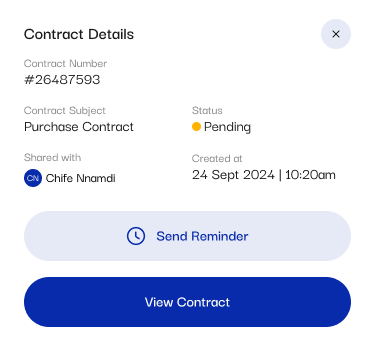 Contract Details
Contract Number
#26487593
Contract Subject
Purchase Contract
Status
Pending
Shared with
CN Chife Nnamdi
Created at
24 Sept 2024 | 10:20am
Send Reminder
View Contract